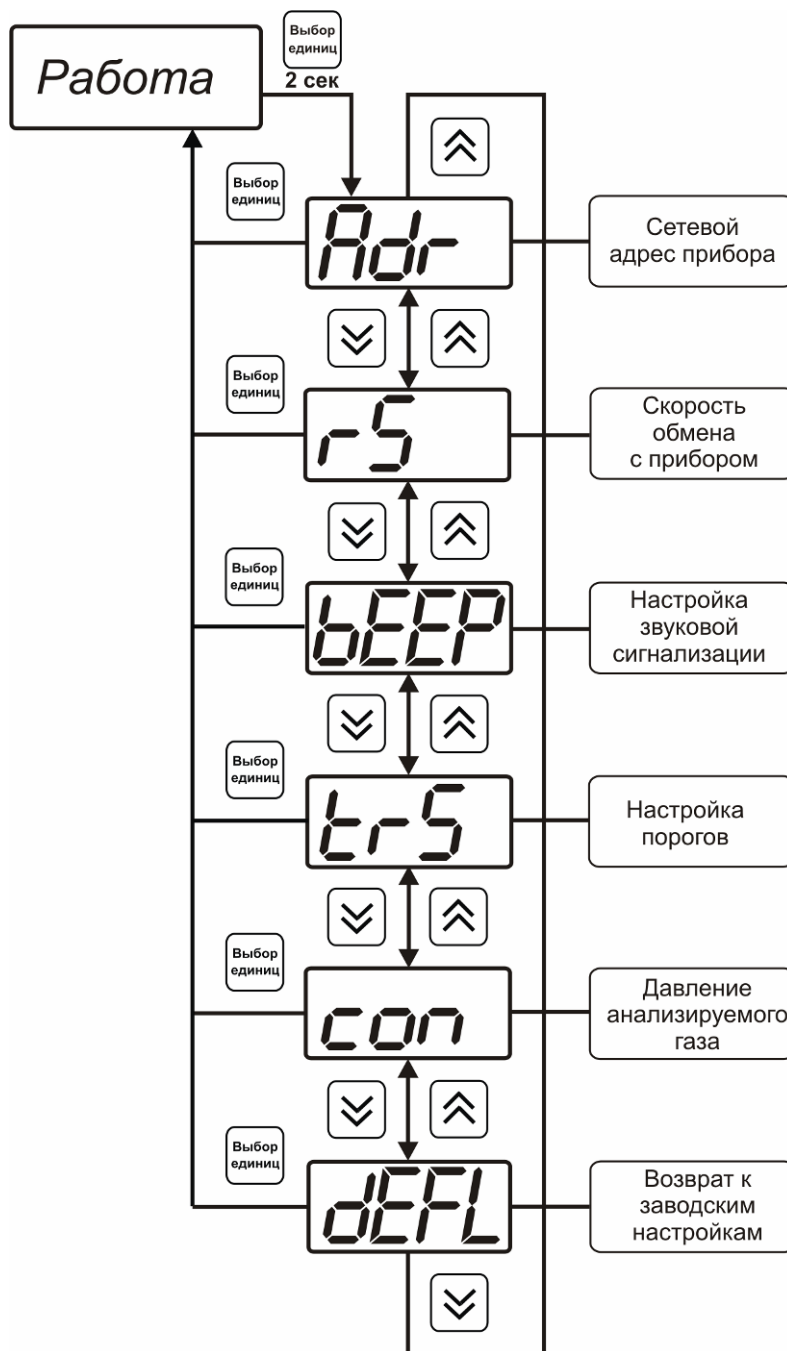 Работа
Выбор
единиц
2 сек
Выбор
единиц
Adr
Сетевой
адрес прибора
Выбор
единиц
rS
Скорость
обмена
с прибором
Выбор
единиц
bEEP
Настройка
звуковой
сигнализации
Выбор
единиц
trS
Настройка
порогов
Выбор
единиц
con
Давление
анализируемого
газа
Выбор
единиц
dEFL
Возврат к
заводским
настройкам